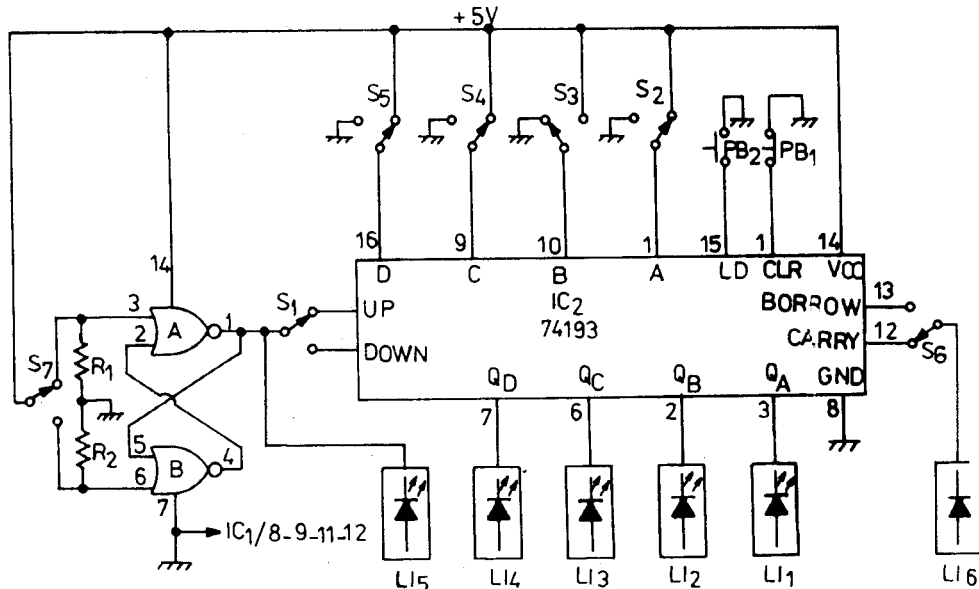 +5V
S5
S4
S3
S2
PB2
PB1
16
9
10
1
15
1
14
D
C
B
A
LD
CLR
VCC
14
3
2
A
1
S1
UP
DOWN
IC2
74193
BORROW
13
CARRY
12
S6
S7
R1
R2
QD
QC
QB
QA
GND
7
6
2
3
8
5
6
B
4
7
IC1/8-9-11-12
LI5
LI4
LI3
LI2
LI1
LI6